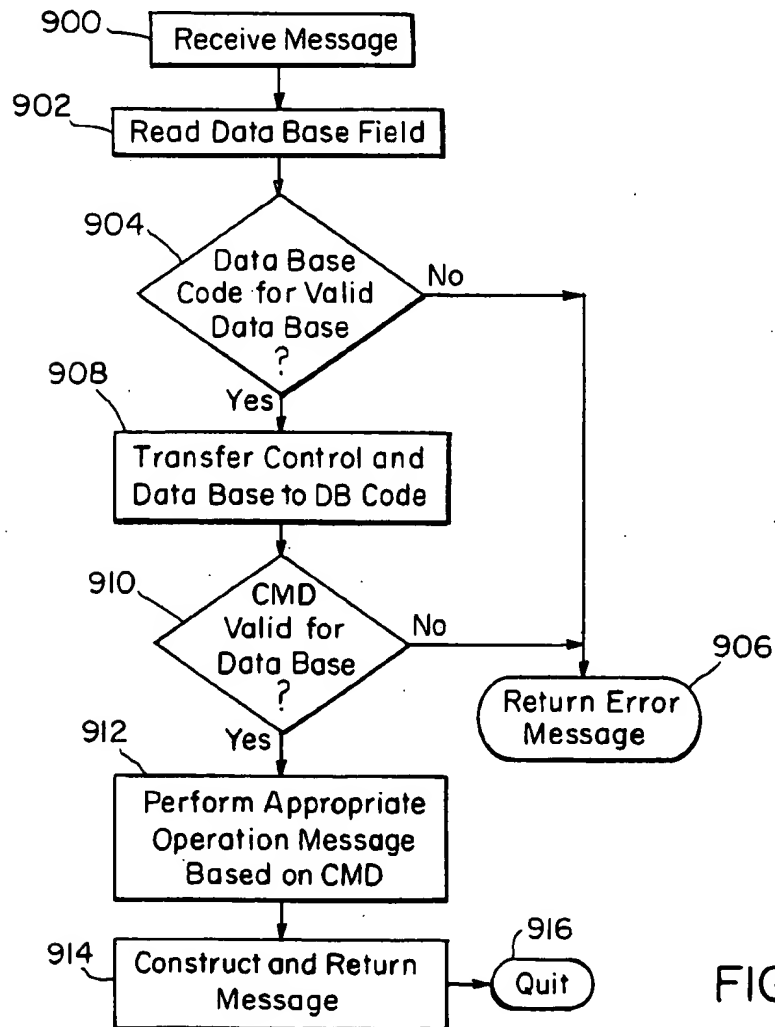 900
Receive Message
902
Read Data Base Field
904
Data Base
Code for Valid
Data Base
?
No
Yes
908
Transfer Control and
Data Base to DB Code
910
CMD
Valid for
Data Base
?
No
Yes
906
Return Error
Message
912
Perform Appropriate
Operation Message
Based on CMD
914
Construct and Return
Message
916
Quit
FIG